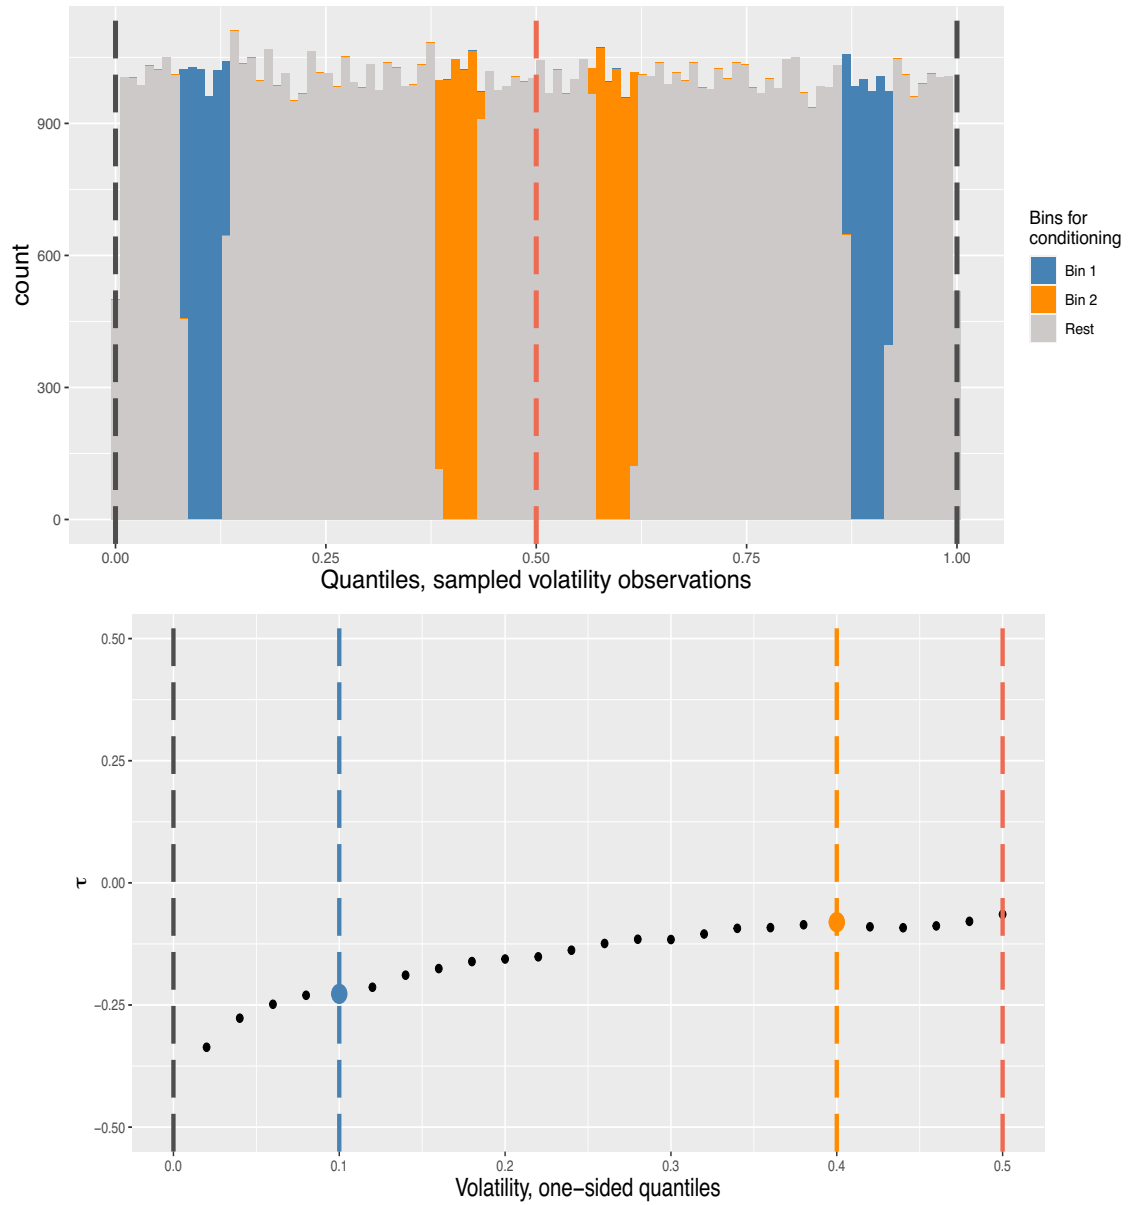 900
600
300
0
count
0.00 0.25 0.50 0.75 1.00
Quantiles, sampled volatility observations
Bins for
conditioning
Bin 1
Bin 2
Rest
0.50
0.25
0.00
−0.25
−0.50
τ
0.0 0.1 0.2 0.3 0.4 0.5
Volatility, one−sided quantiles